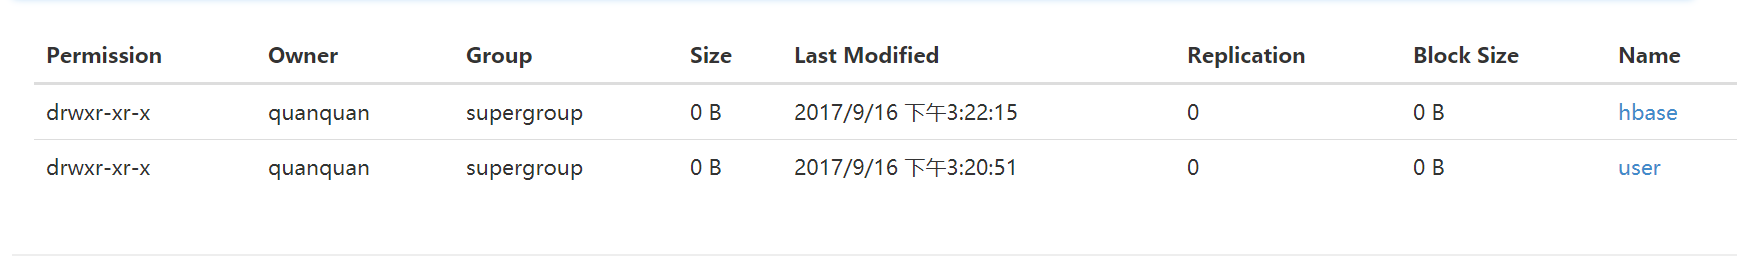 Permission Owner Group Size Last Modified Replication Block Size Name
drwxr-xr-x quanquan supergroup 0 B 2017/9/16 下午3:22:15 0 0 B hbase
drwxr-xr-x quanquan supergroup 0 B 2017/9/16 下午3:20:51 0 0 B user